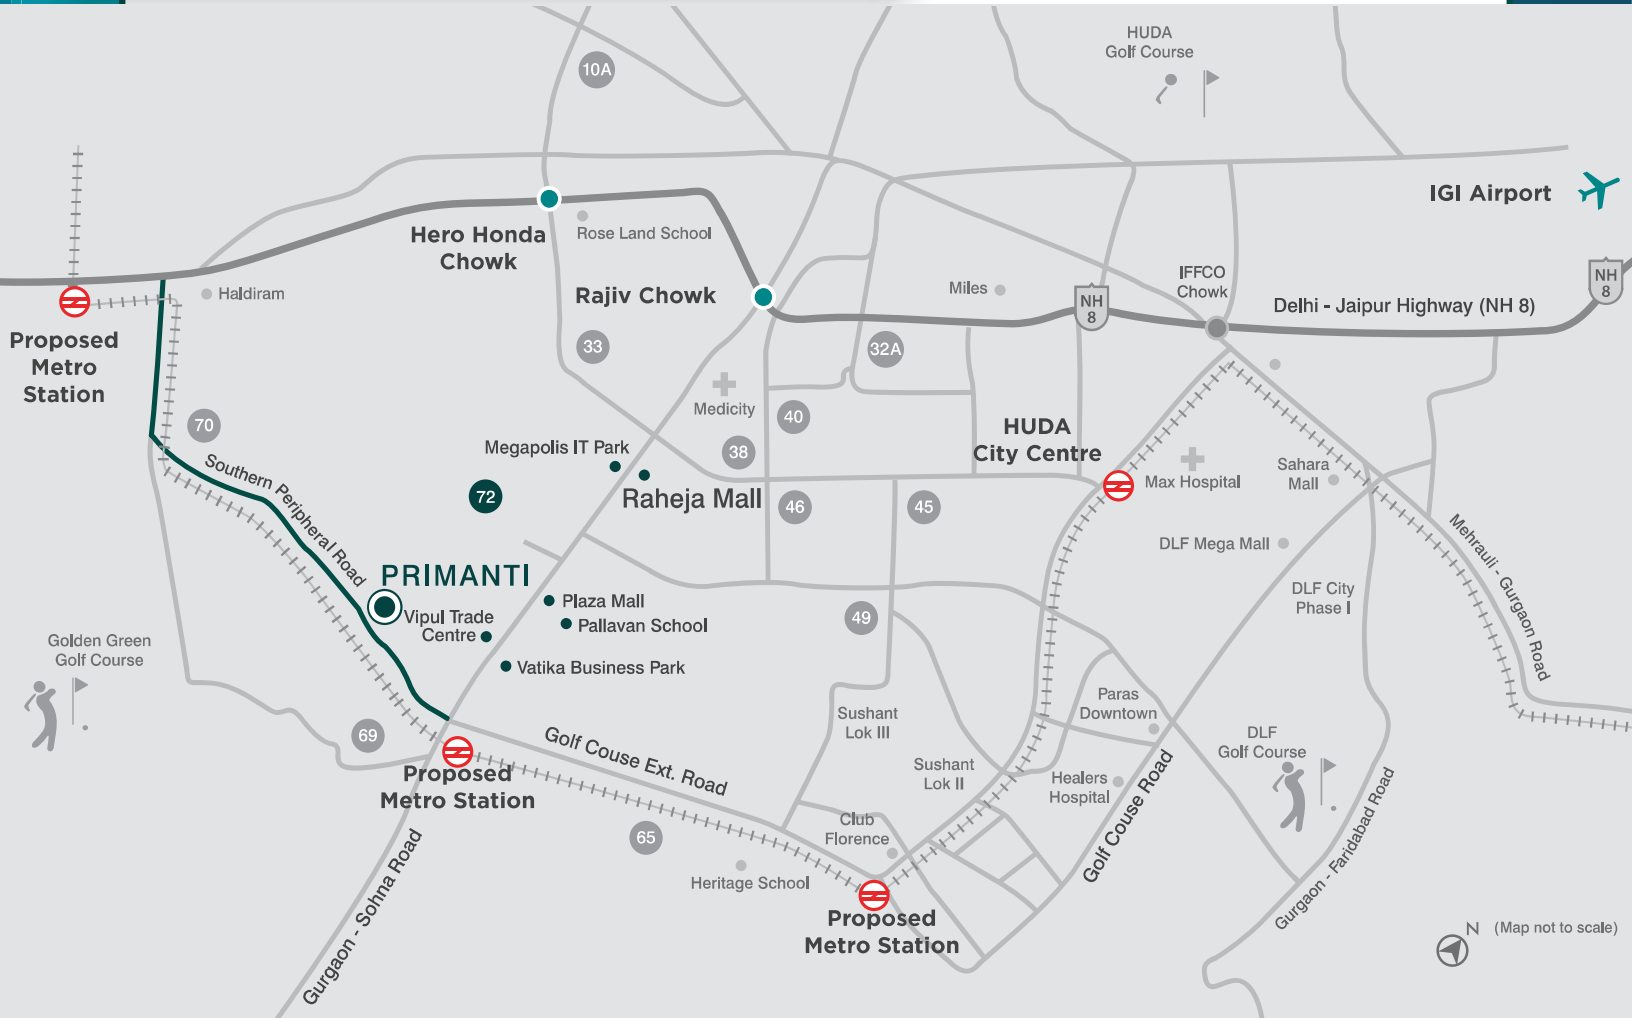 HUDA
Golf Course
10A
IGI Airport
Hero Honda
Chowk
Rose Land School
Haldiram
Rajiv Chowk
Miles
NH
8
IFFCO
Chowk
Delhi - Jaipur Highway (NH 8)
NH
8
Proposed
Metro
Station
33
32A
Medicity
40
38
HUDA
City Centre
70
Megapolis IT Park
Raheja Mall
72
46
45
Max Hospital
Sahara
Mall
Southern Peripheral Road
DLF Mega Mall
Mehrauli - Gurgaon Road
PRIMANTI
Plaza Mall
Pallavan School
Vipul Trade
Centre
Vatika Business Park
49
DLF City
Phase I
Golden Green
Golf Course
69
Proposed
Metro Station
Golf Couse Ext. Road
Sushant
Lok III
Sushant
Lok II
Paras
Downtown
Healers
Hospital
DLF
Golf Course
65
Club
Florence
Heritage School
Golf Couse Road
Gurgaon - Faridabad Road
Gurgaon - Sohna Road
Proposed
Metro Station
N
(Map not to scale)